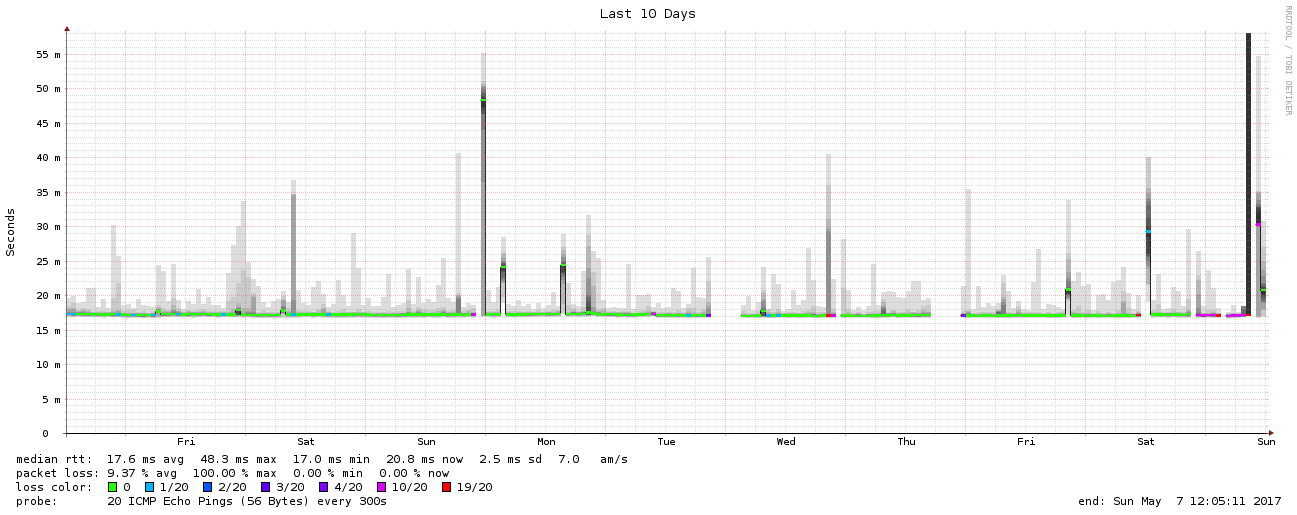 Last 10 Days
RRDTOOL / TOBI OETIKER
Seconds
55 m
50 m
45 m
40 m
35 m
30 m
25 m
20 m
15 m
10 m
5 m
0
Fri Sat Sun Mon Tue Wed Thu Fri Sat Sun
median rtt: 17.6 ms avg 48.3 ms max 17.0 ms min 20.8 ms now 2.5 ms sd 7.0 am/s
packet loss: 9.37 % avg 100.00 % max 0.00 % min 0.00 % now
loss color: 0 1/20 2/20 3/20 4/20 10/20 19/20
probe: 20 ICMP Echo Pings (56 Bytes) every 300s end: Sun May 7 12:05:11 2017